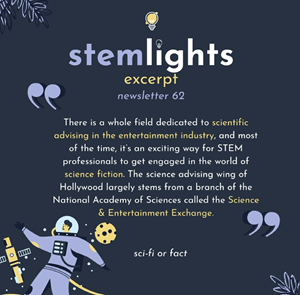 stemlights
excerpt
newsletter 62
There is a whole field dedicated to scientific
advising in the entertainment industry, and most
of the time, it's an exciting way for STEM
professionals to get engaged in the world of
science fiction. The science advising wing of
Hollywood largely stems from a branch of the
National Academy of Sciences called the Science
& Entertainment Exchange.
sci-fi or fact